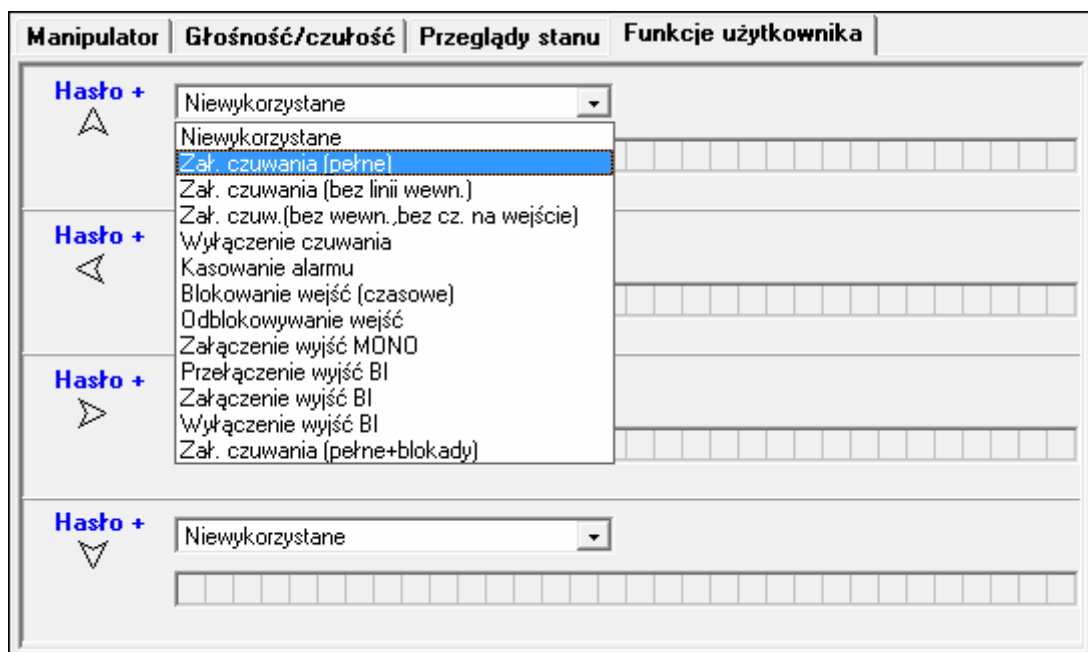 Manipulator Głośność/czułość Przeglądy stanu Funkcje użytkownika
Hasło +
Niewykorzystane
Niewykorzystane
Zał. czuwania (pełne)
Zał. czuwania (bez linii wewn.)
Zał. czuw.(bez wewn.,bez cz. na wejście)
Hasło +
Wyłączenie czuwania
Kasowanie alarmu
Blokowanie wejść (czasowe)
Odblokowywanie wejść
Załączenie wyjść MONO
Przełączenie wyjść BI
Hasło +
Załączenie wyjść BI
Wyłączenie wyjść BI
Zał. czuwania (pełne+blokady)
Hasło +
Niewykorzystane